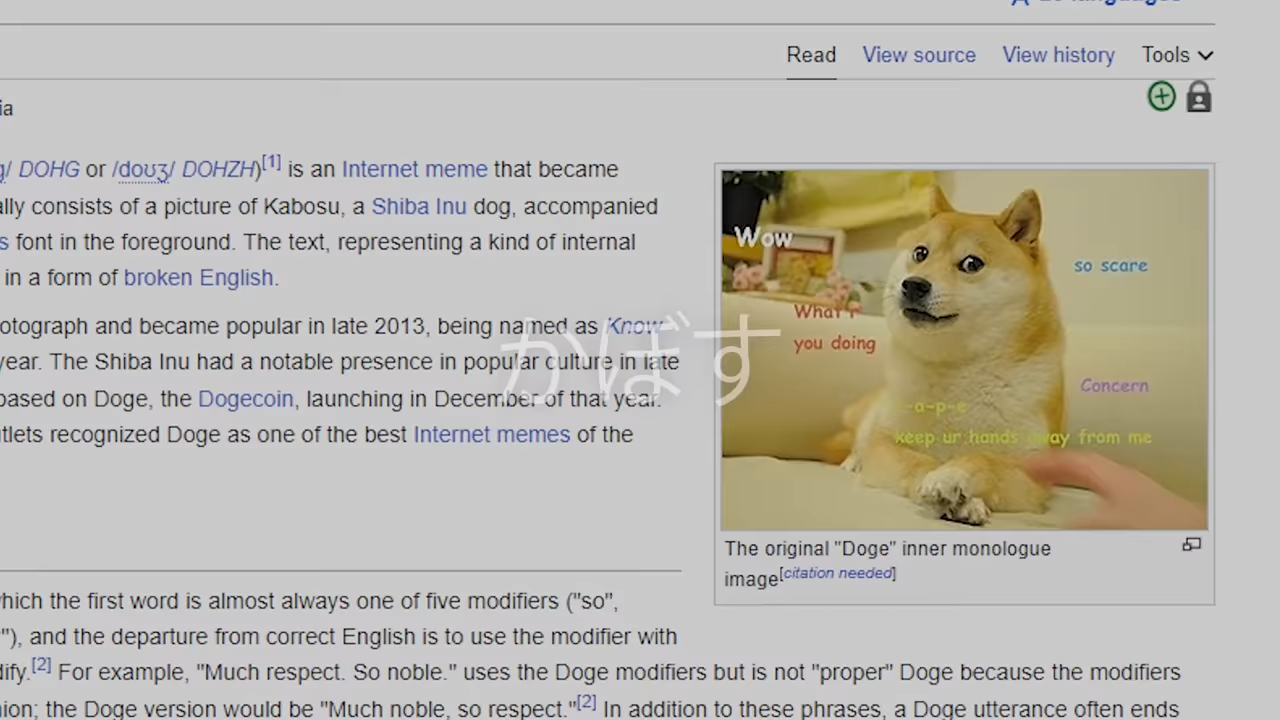 Read View source View history Tools
ia
DOHG or /doʊʒ/ DOHZH)[1] is an Internet meme that became
ally consists of a picture of Kabosu, a Shiba Inu dog, accompanied
s font in the foreground. The text, representing a kind of internal
in a form of broken English.
otograph and became popular in late 2013, being named as Know
year. The Shiba Inu had a notable presence in popular culture in late
based on Doge, the Dogecoin, launching in December of that year.
tlets recognized Doge as one of the best Internet memes of the
かぼす
Wow
so scare
What r
you doing
Concern
keep ur hands away from me
The original "Doge" inner monologue
image[citation needed]
hich the first word is almost always one of five modifiers ("so",
"), and the departure from correct English is to use the modifier with
dify.[2] For example, "Much respect. So noble." uses the Doge modifiers but is not "proper" Doge because the modifiers
nion; the Doge version would be "Much noble, so respect."[2] In addition to these phrases, a Doge utterance often ends